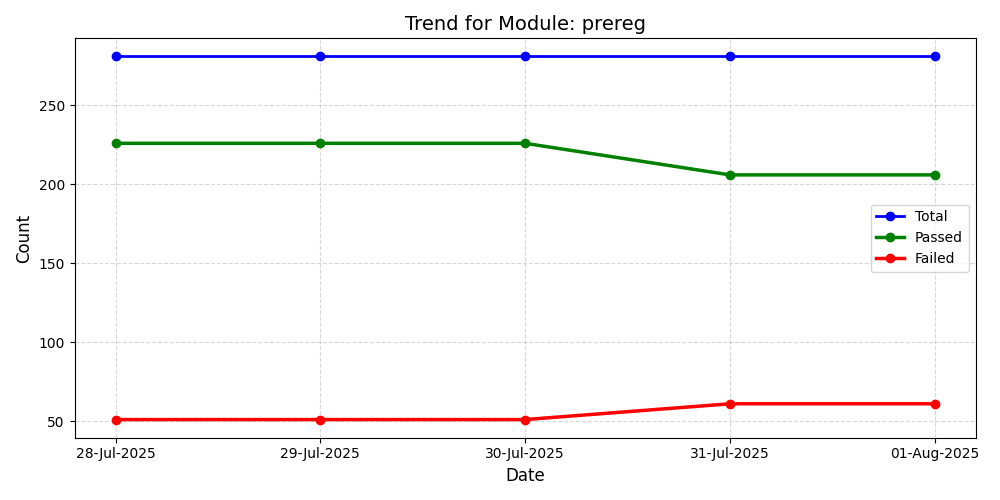 Trend for Module: prereg
Count
250
200
150
100
50
Total
Passed
Failed
28-Jul-2025
29-Jul-2025
30-Jul-2025
31-Jul-2025
01-Aug-2025
Date